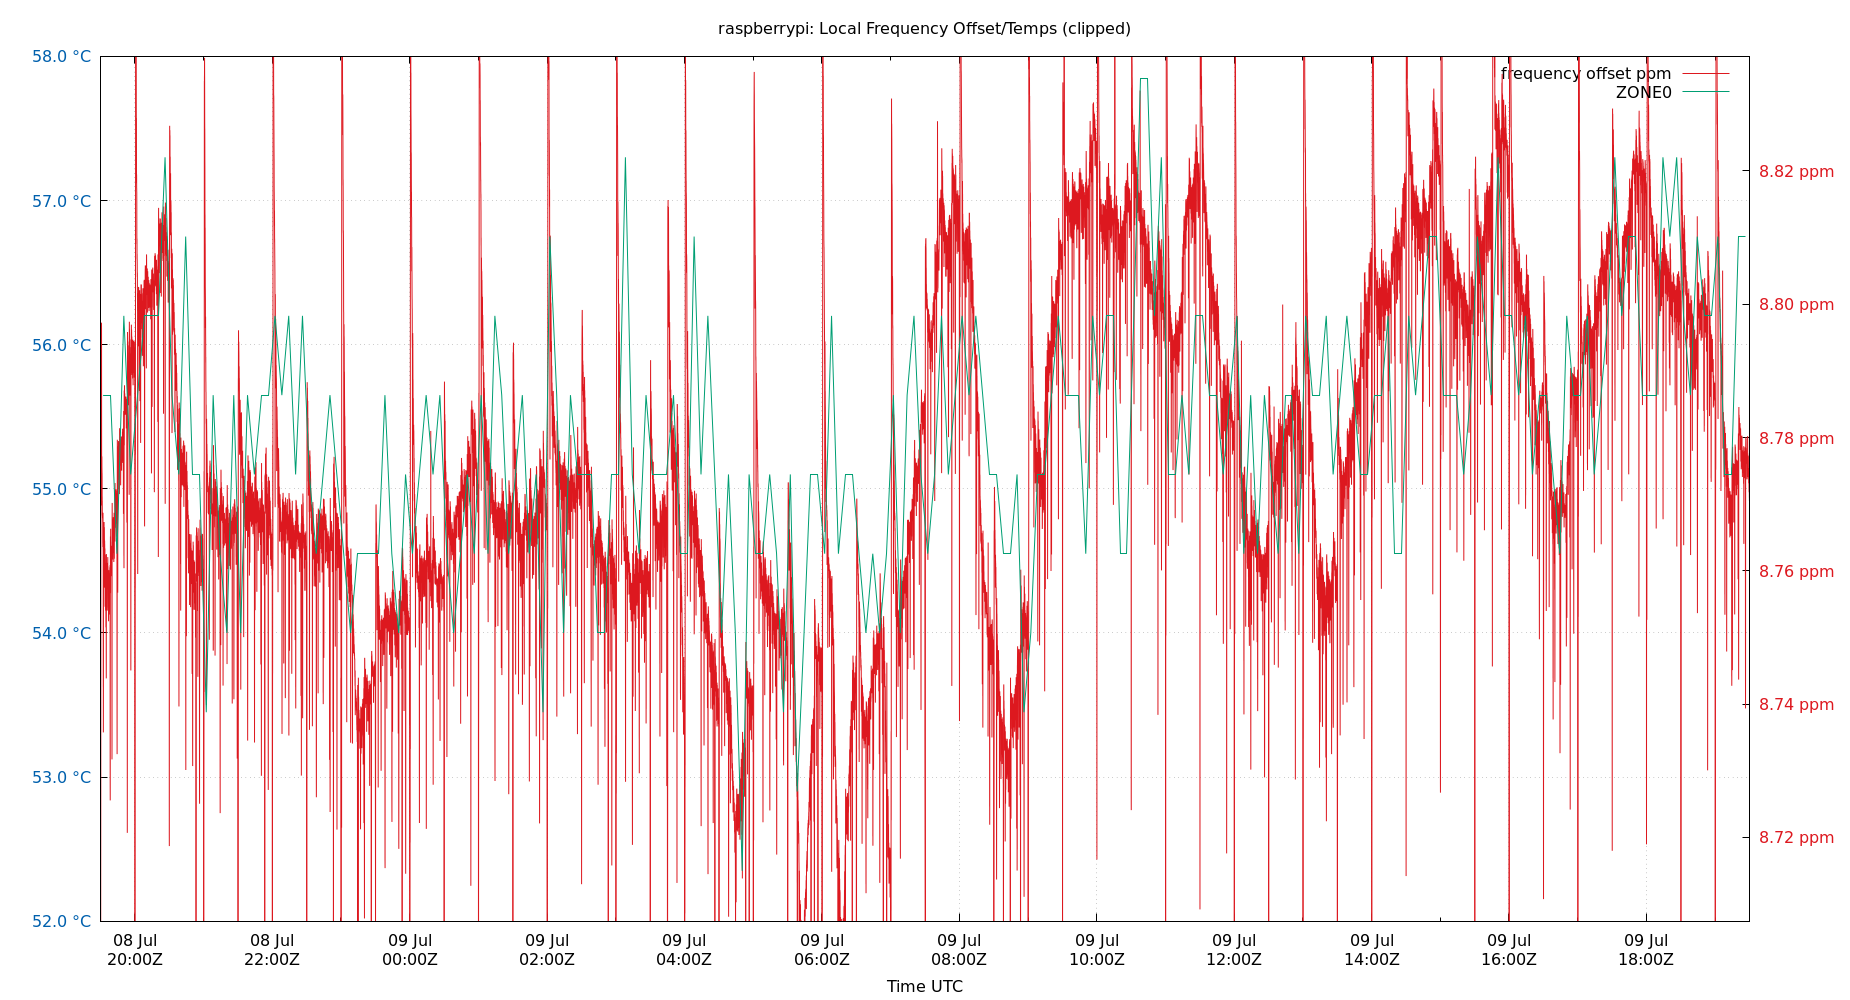 raspberrypi: Local Frequency Offset/Temps (clipped)
58.0 °C
57.0 °C
56.0 °C
55.0 °C
54.0 °C
53.0 °C
52.0 °C
frequency offset ppm
ZONE0
8.82 ppm
8.80 ppm
8.78 ppm
8.76 ppm
8.74 ppm
8.72 ppm
08 Jul 08 Jul 09 Jul 09 Jul 09 Jul 09 Jul 09 Jul 09 Jul 09 Jul 09 Jul 09 Jul 09 Jul
20:00Z 22:00Z 00:00Z 02:00Z 04:00Z 06:00Z 08:00Z 10:00Z 12:00Z 14:00Z 16:00Z 18:00Z
Time UTC